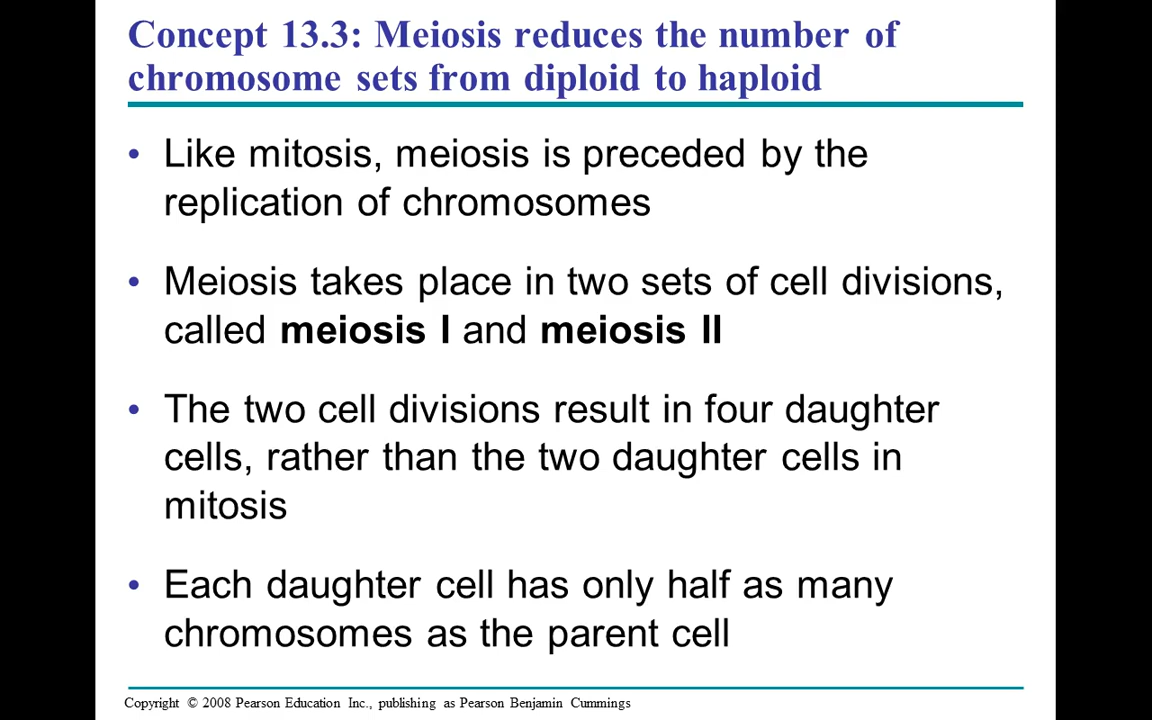 Concept 13.3: Meiosis reduces the number of
chromosome sets from diploid to haploid
• Like mitosis, meiosis is preceded by the
replication of chromosomes
• Meiosis takes place in two sets of cell divisions,
called meiosis I and meiosis II
• The two cell divisions result in four daughter
cells, rather than the two daughter cells in
mitosis
• Each daughter cell has only half as many
chromosomes as the parent cell
Copyright © 2008 Pearson Education Inc., publishing as Pearson Benjamin Cummings